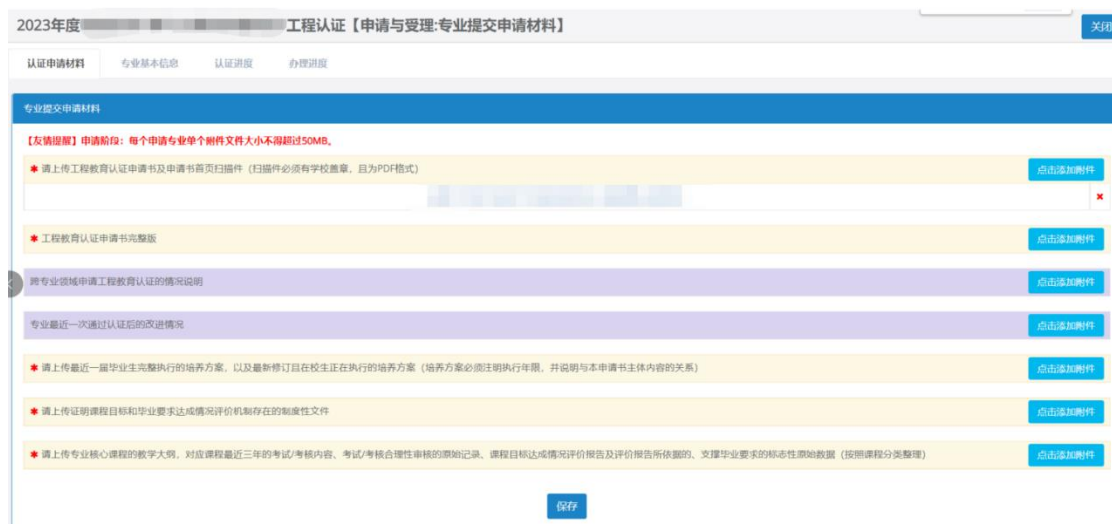 2023年度 工程认证【申请与受理:专业提交申请材料】
关闭
认证申请材料 专业基本信息 认证进度 办理进度
专业提交申请材料
【友情提醒】申请阶段：每个申请专业单个附件文件大小不得超过50MB。
* 请上传工程教育认证申请书及申请书首页扫描件（扫描件必须有学校盖章，且为PDF格式） 点击添加附件
* 工程教育认证申请书完整版 点击添加附件
跨专业领域申请工程教育认证的情况说明 点击添加附件
专业最近一次通过认证后的改进情况 点击添加附件
* 请上传最近一届毕业生完整执行的培养方案，以及最新修订且在校生正在执行的培养方案（培养方案必须注明执行年限，并说明与本申请书主体内容的关系） 点击添加附件
* 请上传证明课程目标和毕业要求达成情况评价机制存在的制度性文件 点击添加附件
* 请上传专业核心课程的教学大纲，对应课程最近三年的考试/考核内容、考试/考核合理性审核的原始记录、课程目标达成情况评价报告及评价报告所依据的、支撑毕业要求的标志性原始数据（按照课程分类整理） 点击添加附件
保存